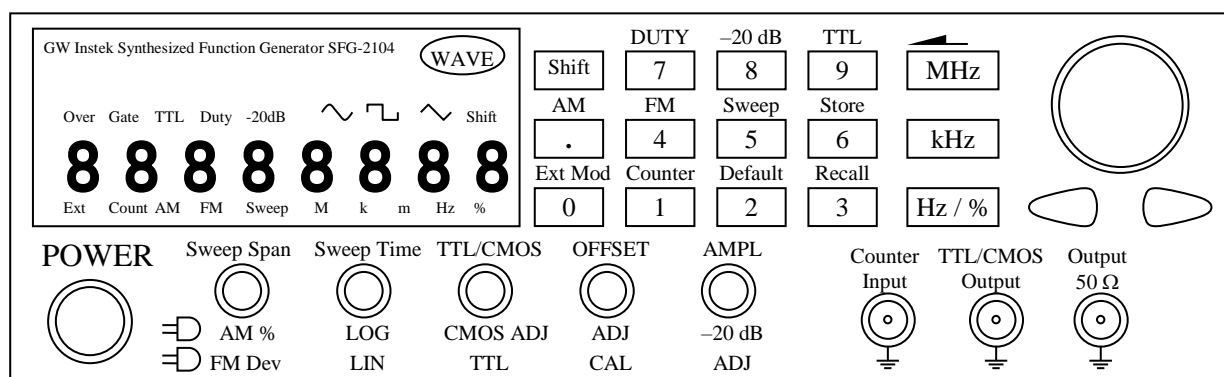 GW Instek Synthesized Function Generator SFG-2104
WAVE
Over Gate TTL Duty -20dB Shift
8 8 8 8 8 8 8 8
Ext Count AM FM Sweep M k m Hz %
DUTY –20 dB TTL
Shift 7 8 9 MHz
AM FM Sweep Store
. 4 5 6 kHz
Ext Mod Counter Default Recall
0 1 2 3 Hz / %
POWER
Sweep Span Sweep Time TTL/CMOS OFFSET AMPL
AM % LOG CMOS ADJ ADJ –20 dB
FM Dev LIN TTL CAL ADJ
Counter TTL/CMOS Output
Input Output 50 Ω